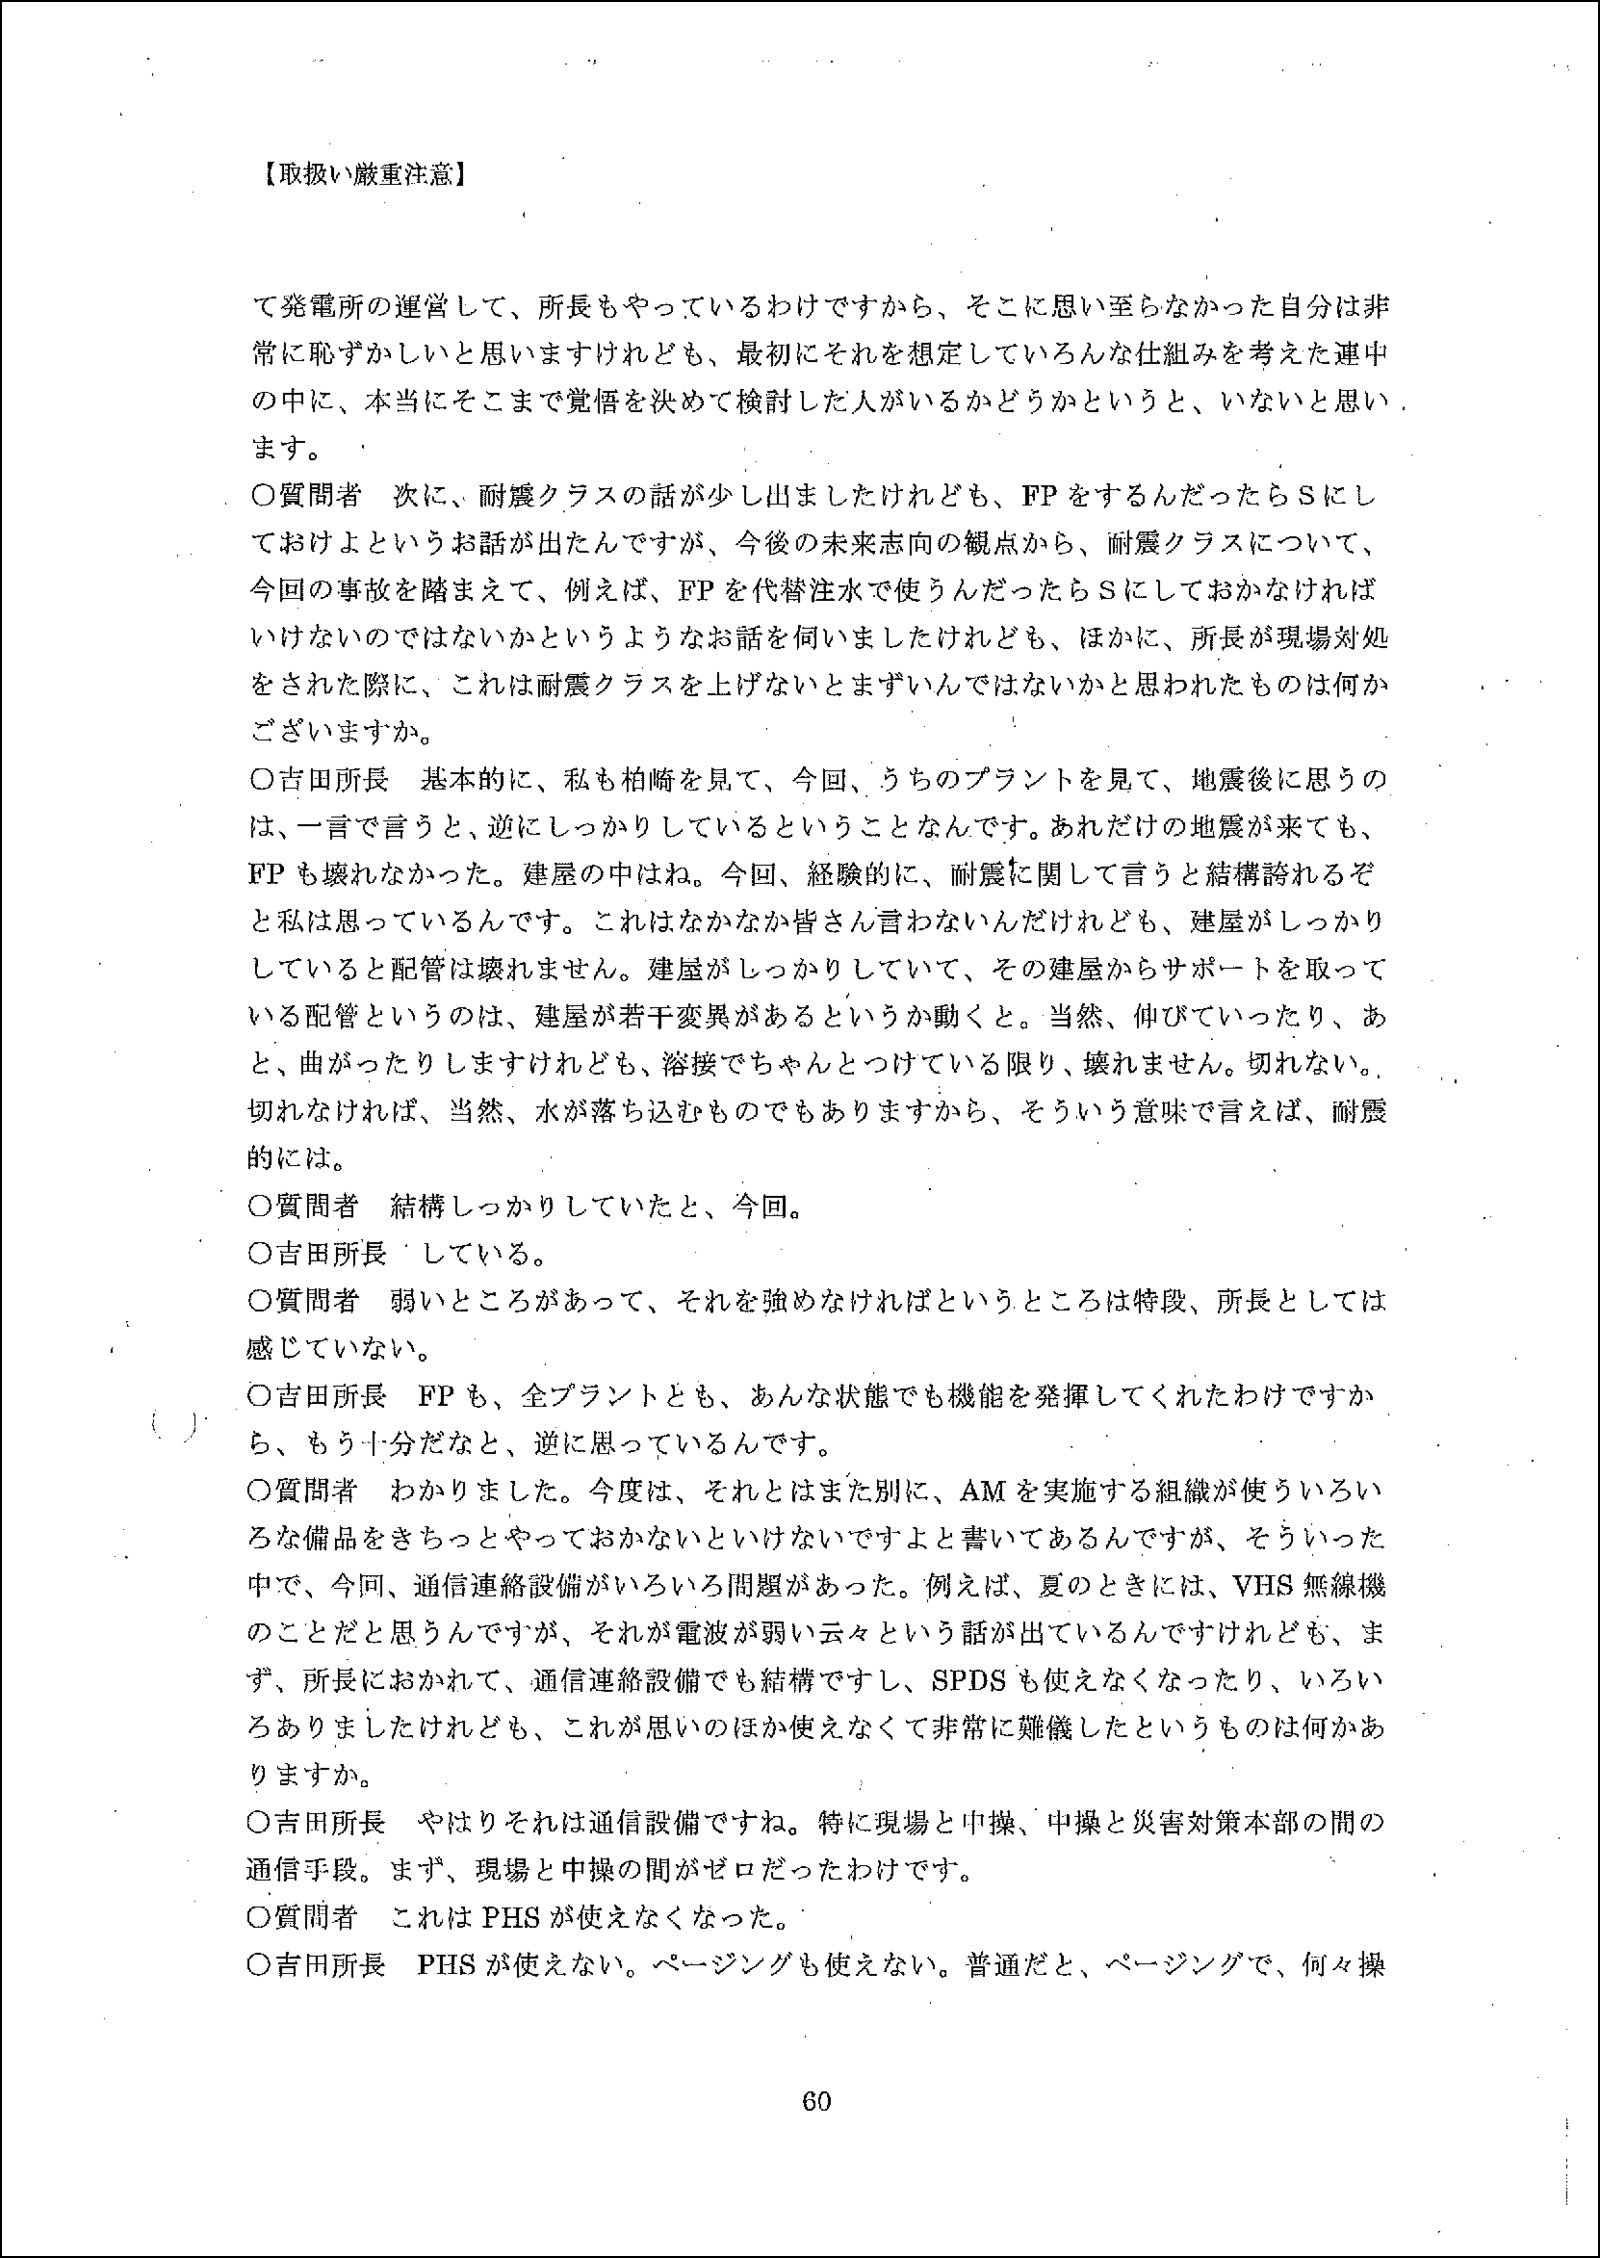 【取扱い厳重注意】
て発電所の運営して、所長もやっているわけですから、そこに思い至らなかった自分は非
常に恥ずかしいと思いますけれども、最初にそれを想定していろんな仕組みを考えた連中
の中に、本当にそこまで覚悟を決めて検討した人がいるかどうかというと、いないと思い
ます。
○質問者　次に、耐震クラスの話が少し出ましたけれども、FPをするんだったらSにし
ておけよというお話が出たんですが、今後の未来志向の観点から、耐震クラスについて、
今回の事故を踏まえて、例えば、FPを代替注水で使うんだったらSにしておかなければ
いけないのではないかというようなお話を伺いましたけれども、ほかに、所長が現場対処
をされた際に、これは耐震クラスを上げないとまずいんではないかと思われたものは何か
ございますか。
○吉田所長　基本的に、私も柏崎を見て、今回、うちのプラントを見て、地震後に思うの
は、一言で言うと、逆にしっかりしているということなんです。あれだけの地震が来ても、
FPも壊れなかった。建屋の中はね。今回、経験的に、耐震に関して言うと結構誇れるぞ
と私は思っているんです。これはなかなか皆さん言わないんだけれども、建屋がしっかり
していると配管は壊れません。建屋がしっかりしていて、その建屋からサポートを取って
いる配管というのは、建屋が若干変異があるというか動くと。当然、伸びていったり、あ
と、曲がったりしますけれども、溶接でちゃんとつけている限り、壊れません。切れない。
切れなければ、当然、水が落ち込むものでもありますから、そういう意味で言えば、耐震
的には。
○質問者　結構しっかりしていたと、今回。
○吉田所長　している。
○質問者　弱いところがあって、それを強めなければというところは特段、所長としては
感じていない。
○吉田所長　FPも、全プラントとも、あんな状態でも機能を発揮してくれたわけですか
ら、もう十分だなと、逆に思っているんです。
○質問者　わかりました。今度は、それとはまた別に、AMを実施する組織が使ういろい
ろな備品をきちっとやっておかないといけないですよと書いてあるんですが、そういった
中で、今回、通信連絡設備がいろいろ問題があった。例えば、夏のときには、VHS無線機
のことだと思うんですが、それが電波が弱い云々という話が出ているんですけれども、ま
ず、所長におかれて、通信連絡設備でも結構ですし、SPDSも使えなくなったり、いろい
ろありましたけれども、これが思いのほか使えなくて非常に難儀したというものは何かあ
りますか。
○吉田所長　やはりそれは通信設備ですね。特に現場と中操、中操と災害対策本部の間の
通信手段。まず、現場と中操の間がゼロだったわけです。
○質問者　これはPHSが使えなくなった。
○吉田所長　PHSが使えない。ページングも使えない。普通だと、ページングで、何々操
60